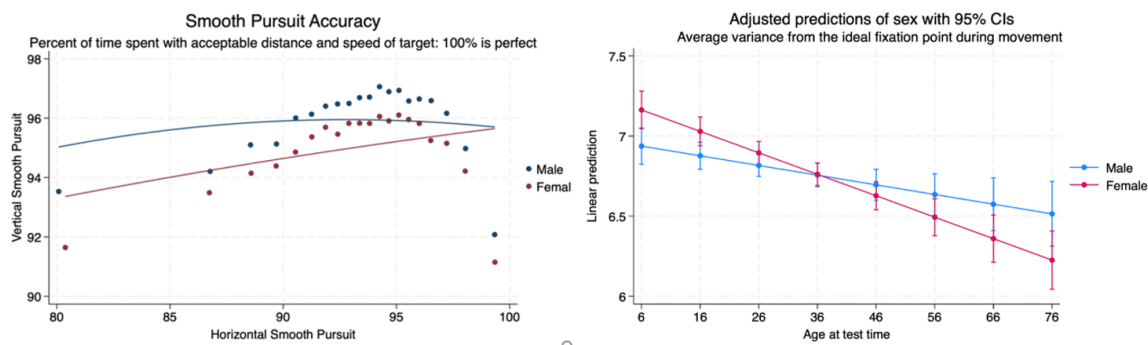 Smooth Pursuit Accuracy
Percent of time spent with acceptable distance and speed of target: 100% is perfect
98
96
94
92
90
Vertical Smooth Pursuit
80
85
90
95
100
Horizontal Smooth Pursuit
Male
Femal
Adjusted predictions of sex with 95% CIs
Average variance from the ideal fixation point during movement
7.5
7
6.5
6
Linear prediction
6
16
26
36
46
56
66
76
Age at test time
Male
Female